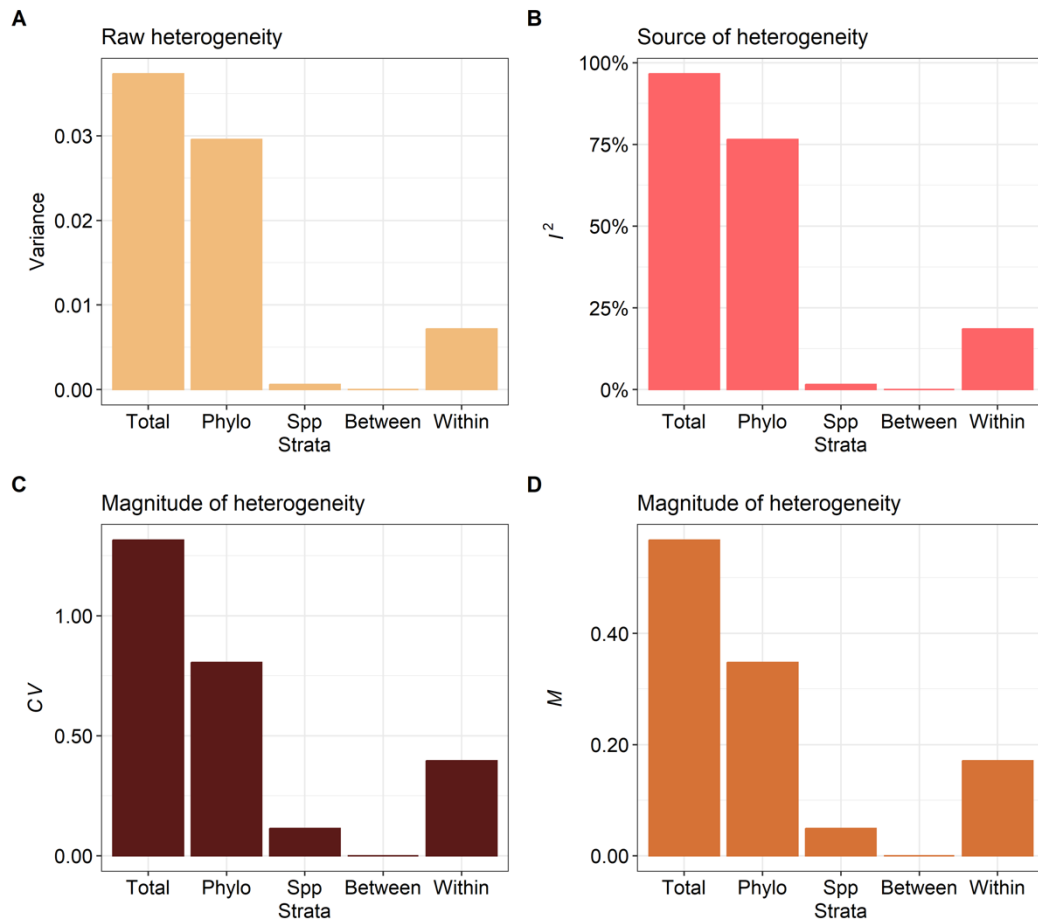 A
Raw heterogeneity
Variance
0.03
0.02
0.01
0.00
Total Phylo Spp Between Within
Strata
B
Source of heterogeneity
I²
100%
75%
50%
25%
0%
Total Phylo Spp Between Within
Strata
C
Magnitude of heterogeneity
CV
1.00
0.50
0.00
Total Phylo Spp Between Within
Strata
D
Magnitude of heterogeneity
M
0.40
0.20
0.00
Total Phylo Spp Between Within
Strata